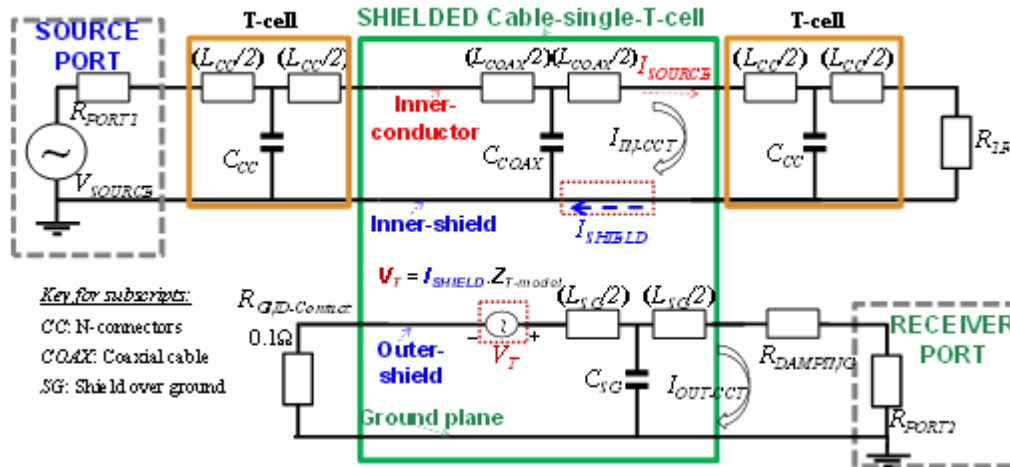 SHIELDED Cable-single-T-cell
SOURCE PORT
T-cell
T-cell
(L_CC/2) (L_CC/2)
(L_COAX/2)(L_COAX/2)
I_SOURCE
(L_CC/2) (L_CC/2)
R_PORT1
Inner-conductor
C_CC
C_COAX
I_IN-CCT
C_CC
V_SOURCE
Inner-shield
I_SHIELD
V_T = I_SHIELD.Z_T-model
Key for subscripts:
CC: N-connectors
COAX: Coaxial cable
SG: Shield over ground
R_GND-Contact
0.1Ω
(L_SG/2) (L_SG/2)
RECEIVER PORT
Outer-shield
V_T
− +
C_SG
I_OUT-CCT
R_DAMPING
R_PORT2
Ground plane